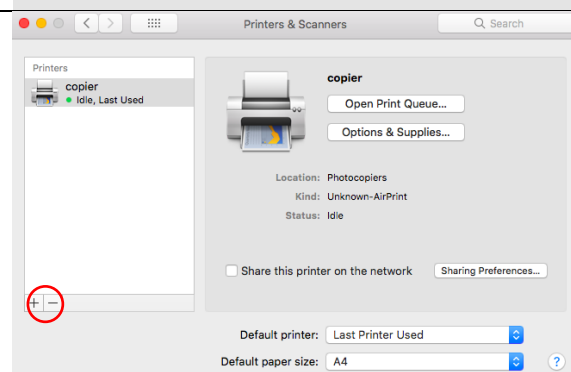 Printers & Scanners
Search
Printers
copier
Idle, Last Used
copier
Open Print Queue...
Options & Supplies...
Location: Photocopiers
Kind: Unknown-AirPrint
Status: Idle
Share this printer on the network
Sharing Preferences...
+ −
Default printer: Last Printer Used
Default paper size: A4
?